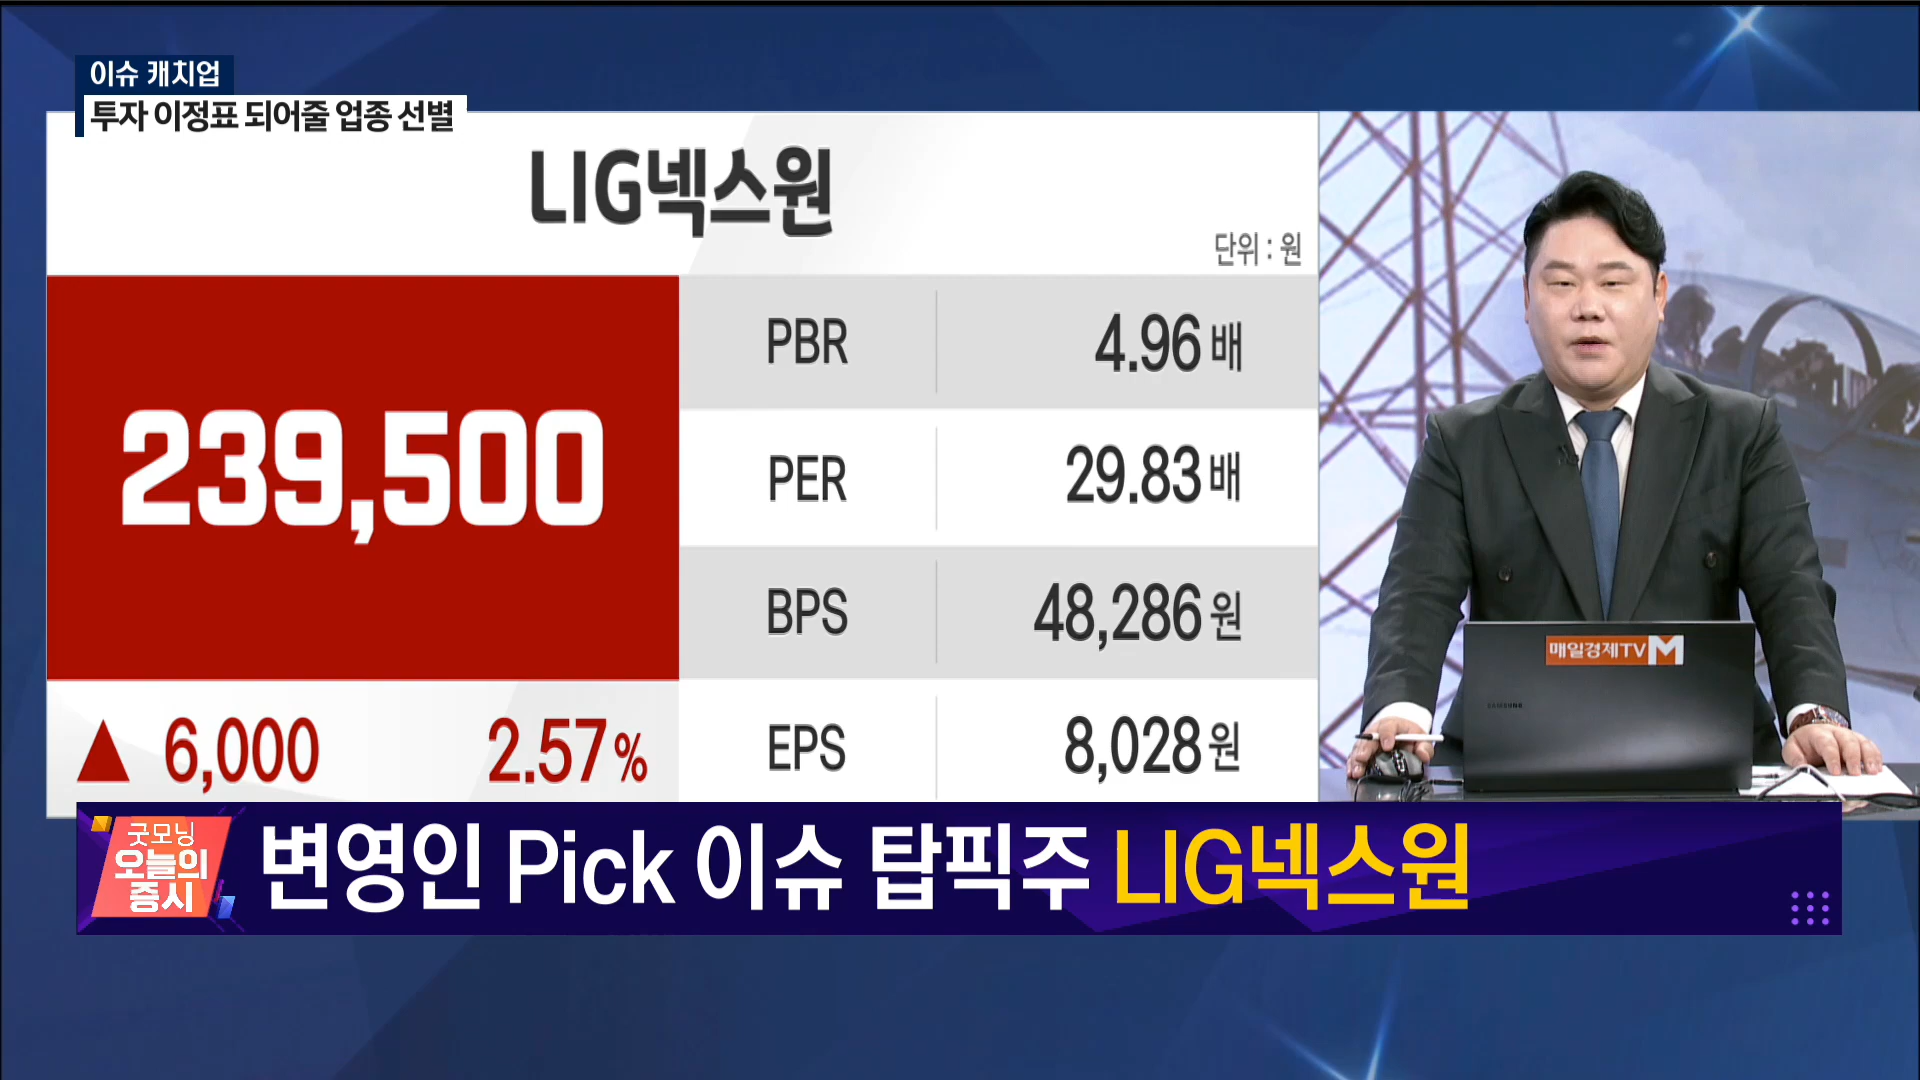 이슈 캐치업
투자 이정표 되어줄 업종 선별
LIG넥스원
단위 : 원
239,500
▲ 6,000 2.57%
PBR 4.96배
PER 29.83배
BPS 48,286원
EPS 8,028원
매일경제TV M
SAMSUNG
굿모닝
오늘의
증시
변영인 Pick 이슈 탑픽주 LIG넥스원